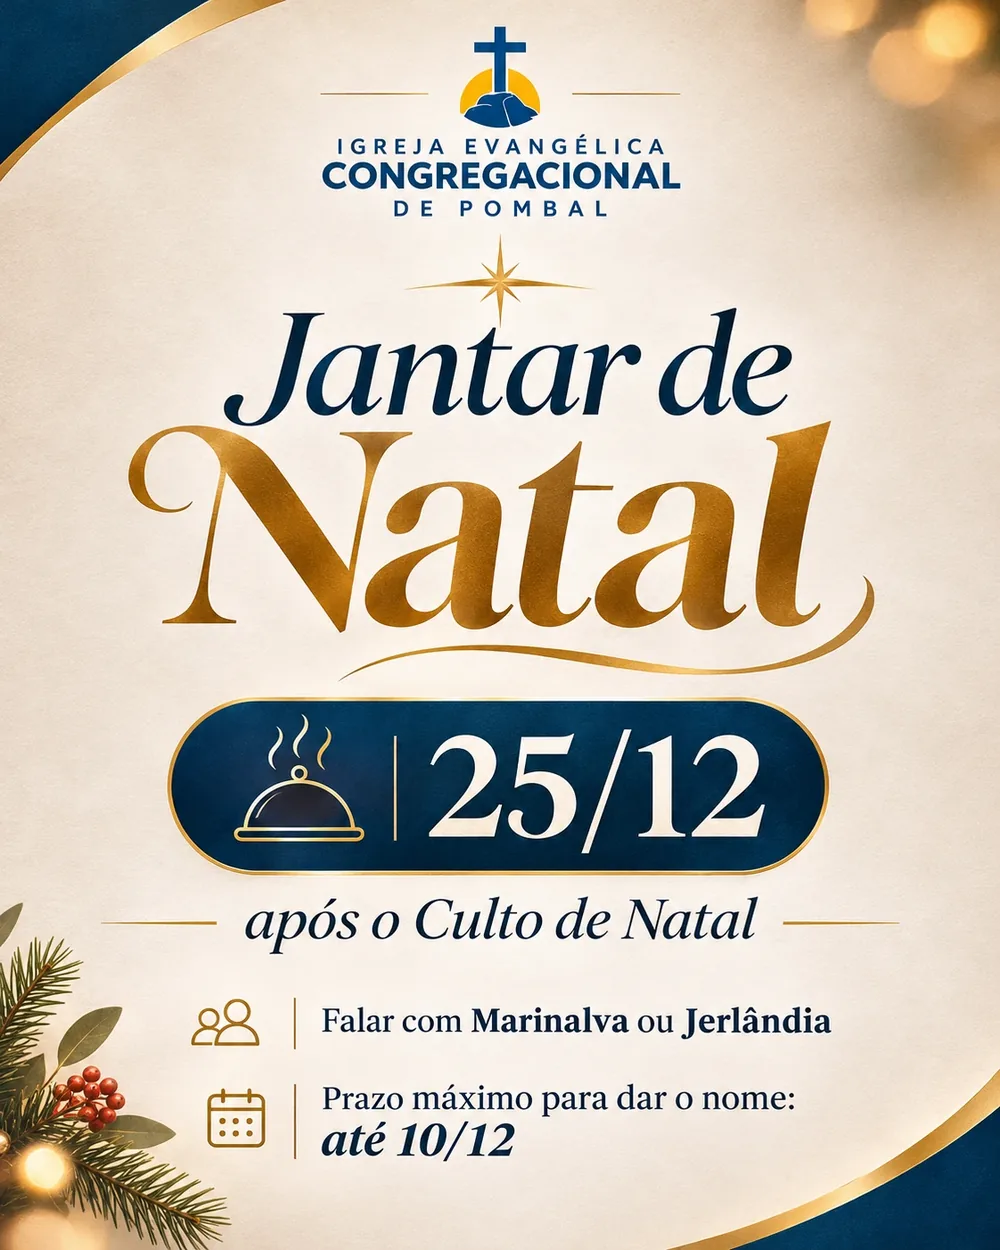 IGREJA EVANGÉLICA
CONGREGACIONAL
DE POMBAL
Jantar de
Natal
25/12
após o Culto de Natal
Falar com Marinalva ou Jerlândia
Prazo máximo para dar o nome:
até 10/12